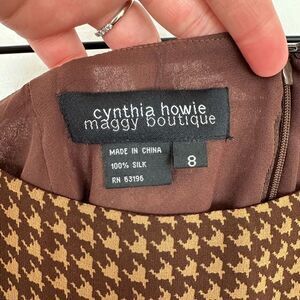 cynthia howie
maggy boutique
MADE IN CHINA
100% SILK
RN 63196
8